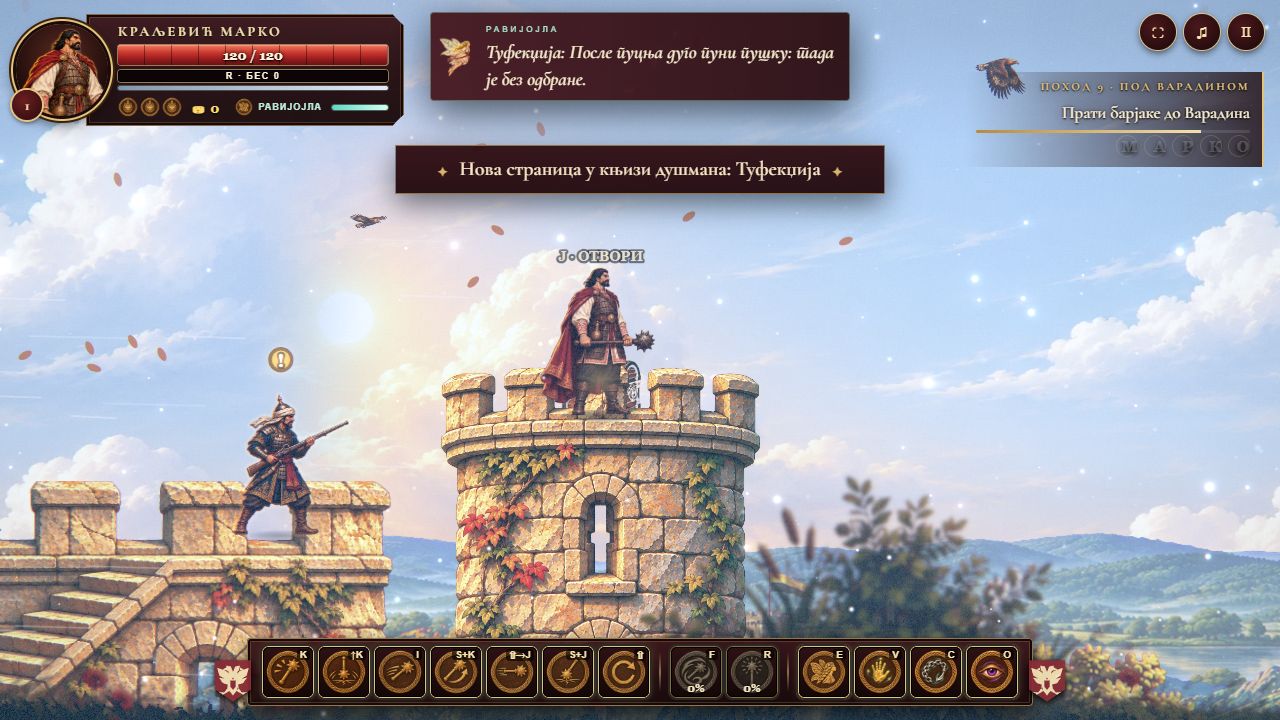 КРАЉЕВИЋ МАРКО
120 / 120
R · БЕС 0
I
0
РАВИЈОЈЛА
РАВИЈОЈЛА
Туфекџија: После пуцња дуго пуни пушку: тада
је без одбране.
Нова страница у књизи душмана: Туфекџија
II
ПОХОД 9 · ПОД ВАРАДИНОМ
Прати барјаке до Варадина
М А Р К О
J · ОТВОРИ
!
K
↑K
I
S+K
⇧→J
S+J
⇧
F
0%
R
0%
E
V
C
O